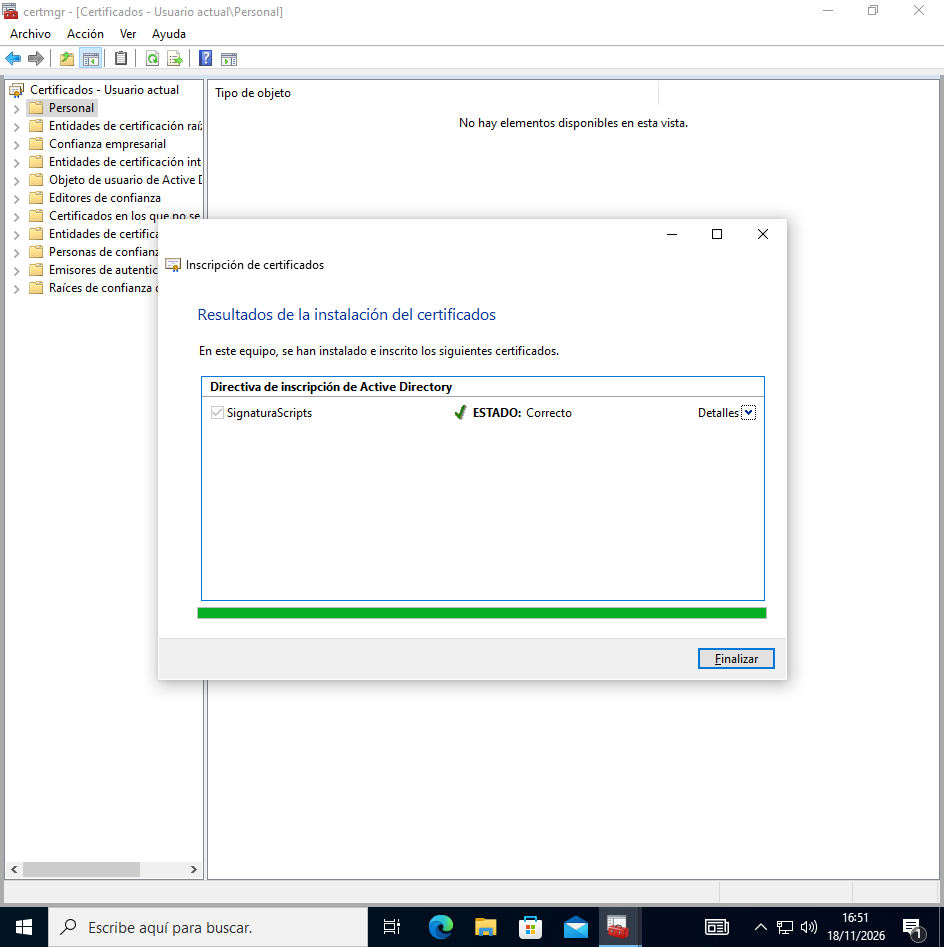 certmgr - [Certificados - Usuario actual\Personal]
Archivo Acción Ver Ayuda
Certificados - Usuario actual
Personal
Entidades de certificación raíz
Confianza empresarial
Entidades de certificación int
Objeto de usuario de Active D
Editores de confianza
Certificados en los que no se
Entidades de certifica
Personas de confianz
Emisores de autentic
Raíces de confianza
Tipo de objeto
No hay elementos disponibles en esta vista.
Inscripción de certificados
Resultados de la instalación del certificados
En este equipo, se han instalado e inscrito los siguientes certificados.
Directiva de inscripción de Active Directory
SignaturaScripts ESTADO: Correcto Detalles
Finalizar
Escribe aquí para buscar.
16:51
18/11/2026
1